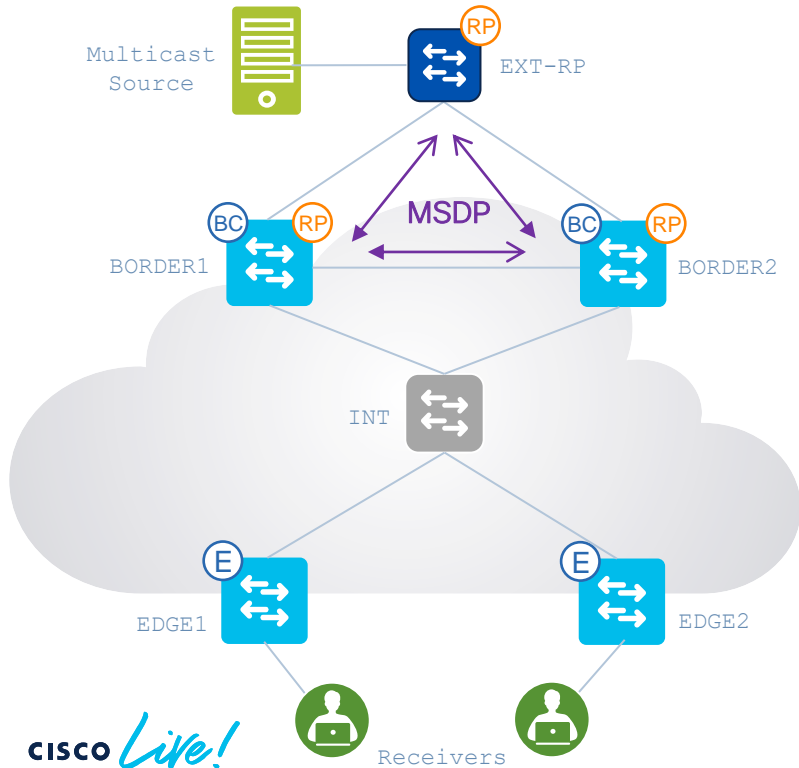 RP
Multicast
Source
EXT-RP
MSDP
BC
RP
BC
RP
BORDER1
BORDER2
INT
E
E
EDGE1
EDGE2
Receivers
CISCO Live!